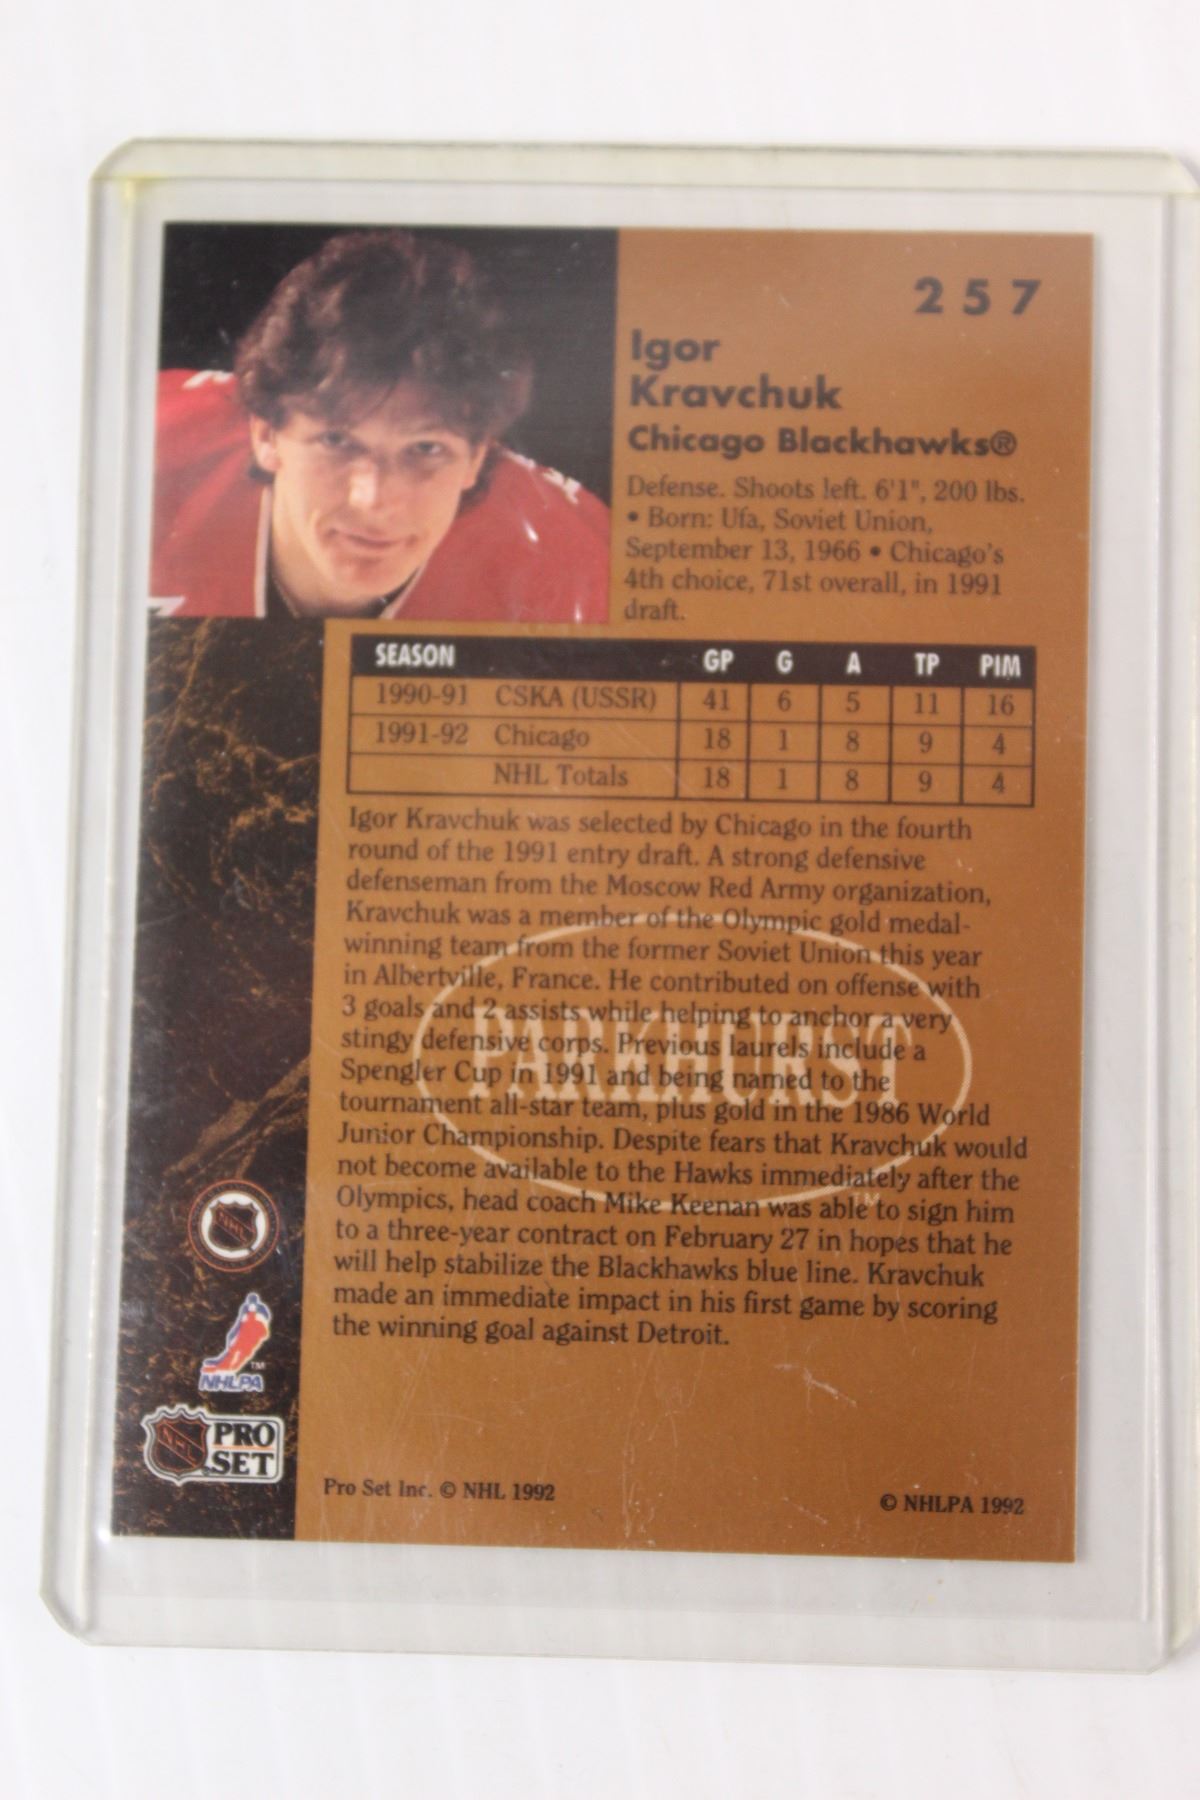 257
Igor
Kravchuk
Chicago Blackhawks®
Defense. Shoots left. 6'1", 200 lbs.
• Born: Ufa, Soviet Union,
September 13, 1966 • Chicago's
4th choice, 71st overall, in 1991
draft.
SEASON GP G A TP PIM
1990-91 CSKA (USSR) 41 6 5 11 16
1991-92 Chicago 18 1 8 9 4
NHL Totals 18 1 8 9 4
Igor Kravchuk was selected by Chicago in the fourth
round of the 1991 entry draft. A strong defensive
defenseman from the Moscow Red Army organization,
Kravchuk was a member of the Olympic gold medal-
winning team from the former Soviet Union this year
in Albertville, France. He contributed on offense with
3 goals and 2 assists while helping to anchor a very
stingy defensive corps. Previous laurels include a
Spengler Cup in 1991 and being named to the
tournament all-star team, plus gold in the 1986 World
Junior Championship. Despite fears that Kravchuk would
not become available to the Hawks immediately after the
Olympics, head coach Mike Keenan was able to sign him
to a three-year contract on February 27 in hopes that he
will help stabilize the Blackhawks blue line. Kravchuk
made an immediate impact in his first game by scoring
the winning goal against Detroit.
PARKHURST
TM
NHL
TM
NHLPA
NHL PRO
SET
Pro Set Inc. © NHL 1992
© NHLPA 1992